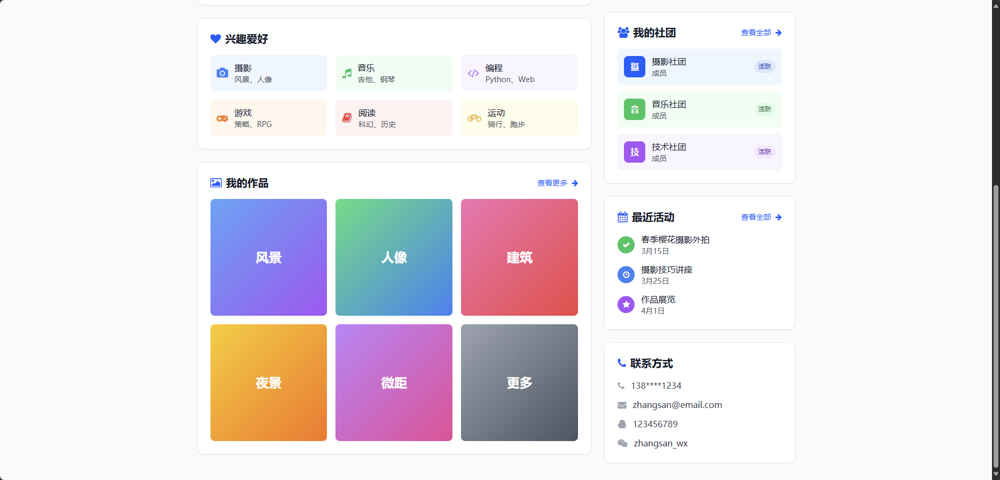 兴趣爱好
摄影
风景、人像
音乐
吉他、钢琴
编程
Python、Web
游戏
策略、RPG
阅读
科幻、历史
运动
骑行、跑步
我的作品
查看更多
风景
人像
建筑
夜景
微距
更多
我的社团
查看全部
摄
摄影社团
成员
活跃
音
音乐社团
成员
活跃
技
技术社团
成员
活跃
最近活动
查看全部
春季樱花摄影外拍
3月15日
摄影技巧讲座
3月25日
作品展览
4月1日
联系方式
138****1234
zhangsan@email.com
123456789
zhangsan_wx